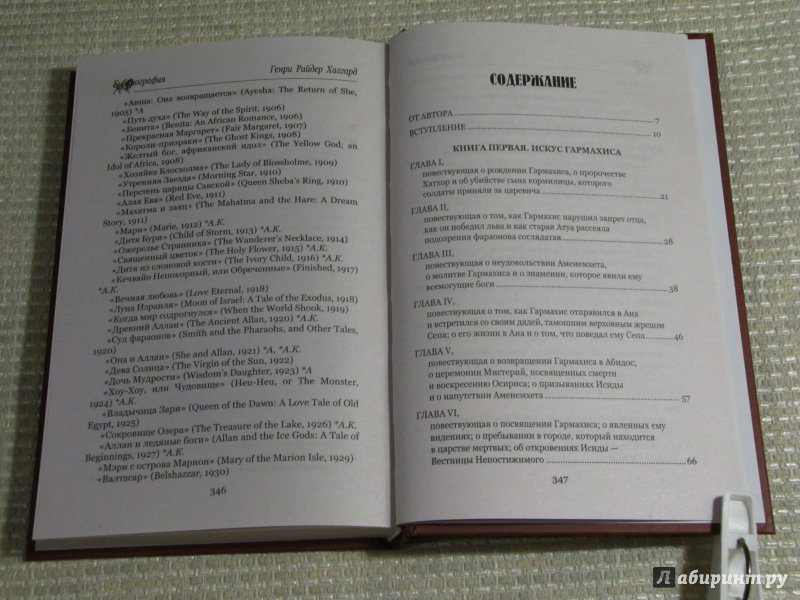 Библиография
Генри Райдер Хаггард
«Аиша: Она возвращается» (Ayesha: The Return of She,
1905) *А
«Путь духа» (The Way of the Spirit, 1906)
«Бенита» (Benita: An African Romance, 1906)
«Прекрасная Маргарет» (Fair Margaret, 1907)
«Короли-призраки» (The Ghost Kings, 1908)
«Желтый бог, африканский идол» (The Yellow God; an
Idol of Africa, 1908)
«Хозяйка Блосхолма» (The Lady of Blossholme, 1909)
«Утренняя Звезда» (Morning Star, 1910)
«Перстень царицы Савской» (Queen Sheba's Ring, 1910)
«Алая Ева» (Red Eve, 1911)
«Махатма и заяц» (The Mahatma and the Hare: A Dream
Story, 1911)
«Мари» (Marie, 1912) *А.К.
«Дитя Бури» (Child of Storm, 1913) *А.К.
«Ожерелье Странника» (The Wanderer's Necklace, 1914)
«Священный цветок» (The Holy Flower, 1915) *А.К.
«Дитя из слоновой кости» (The Ivory Child, 1916) *А.К.
«Кечвайо Непокорный, или Обреченные» (Finished, 1917)
*А.К.
«Вечная любовь» (Love Eternal, 1918)
«Луна Израиля» (Moon of Israel: A Tale of the Exodus, 1918)
«Когда мир содрогнулся» (When the World Shook, 1919)
«Древний Аллан» (The Ancient Allan, 1920) *А.К.
«Суд фараонов» (Smith and the Pharaohs, and Other Tales,
1920)
«Она и Аллан» (She and Allan, 1921) *А, *А.К.
«Дева Солнца» (The Virgin of the Sun, 1922)
«Дочь Мудрости» (Wisdom's Daughter, 1923) *А
«Хоу-Хоу, или Чудовище» (Heu-Heu, or The Monster,
1924) *А.К.
«Владычица Зари» (Queen of the Dawn: A Love Tale of Old
Egypt, 1925)
«Сокровище Озера» (The Treasure of the Lake, 1926) *А.К.
«Аллан и ледяные боги» (Allan and the Ice Gods: A Tale of
Beginnings, 1927) *А.К.
«Мэри с острова Марион» (Mary of the Marion Isle, 1929)
«Валтасар» (Belshazzar, 1930)
346
СОДЕРЖАНИЕ
ОТ АВТОРА 7
ВСТУПЛЕНИЕ 10
КНИГА ПЕРВАЯ. ИСКУС ГАРМАХИСА
ГЛАВА I,
повествующая о рождении Гармахиса, о пророчестве
Хатхор и об убийстве сына кормилицы, которого
солдаты приняли за царевича 21
ГЛАВА II,
повествующая о том, как Гармахис нарушил запрет отца,
как он победил льва и как старая Атуа рассеяла
подозрения фараонова соглядатая 28
ГЛАВА III,
повествующая о неудовольствии Аменемхета,
о молитве Гармахиса и о знамении, которое явили ему
всемогущие боги 38
ГЛАВА IV,
повествующая о том, как Гармахис отправился в Ана
и встретился со своим дядей, тамошним верховным жрецом
Сепа; о его жизни в Ана и о том, что поведал ему Сепа 46
ГЛАВА V,
повествующая о возвращении Гармахиса в Абидос;
о церемонии Мистерий, посвященных смерти
и воскресению Осириса; о призываниях Исиды
и о напутствии Аменемхета 57
ГЛАВА VI,
повествующая о посвящении Гармахиса; о явленных ему
видениях; о пребывании в городе, который находится
в царстве мертвых; об откровениях Исиды —
Вестницы Непостижимого 66
347
Лабиринт.ру